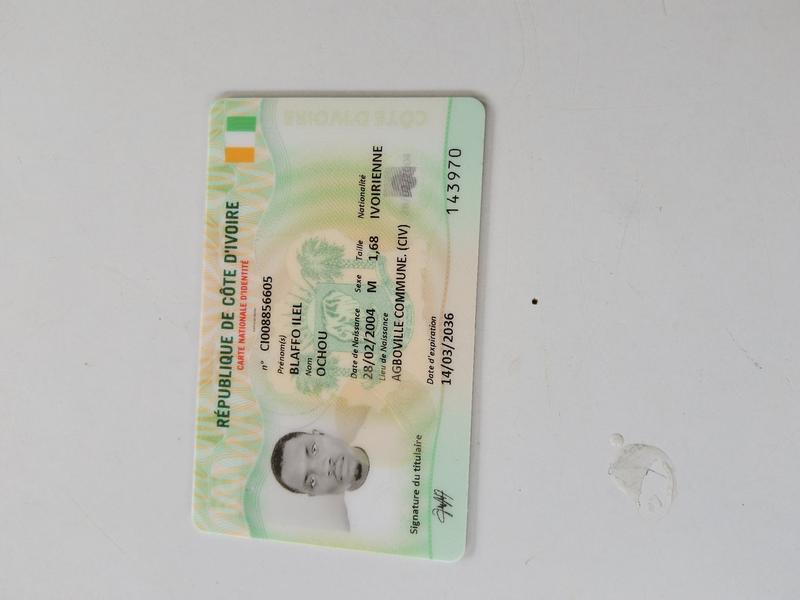 RÉPUBLIQUE DE CÔTE D'IVOIRE
CARTE NATIONALE D'IDENTITÉ
n° CI008856605
Prénom(s)
BLAFFO ILEL
Nom
OCHOU
Date de Naissance Sexe Taille Nationalité
28/02/2004 M 1,68 IVOIRIENNE
Lieu de Naissance
AGBOVILLE COMMUNE. (CIV)
Date d'expiration
14/03/2036
143970
Signature du titulaire
CÔTE D'IVOIRE